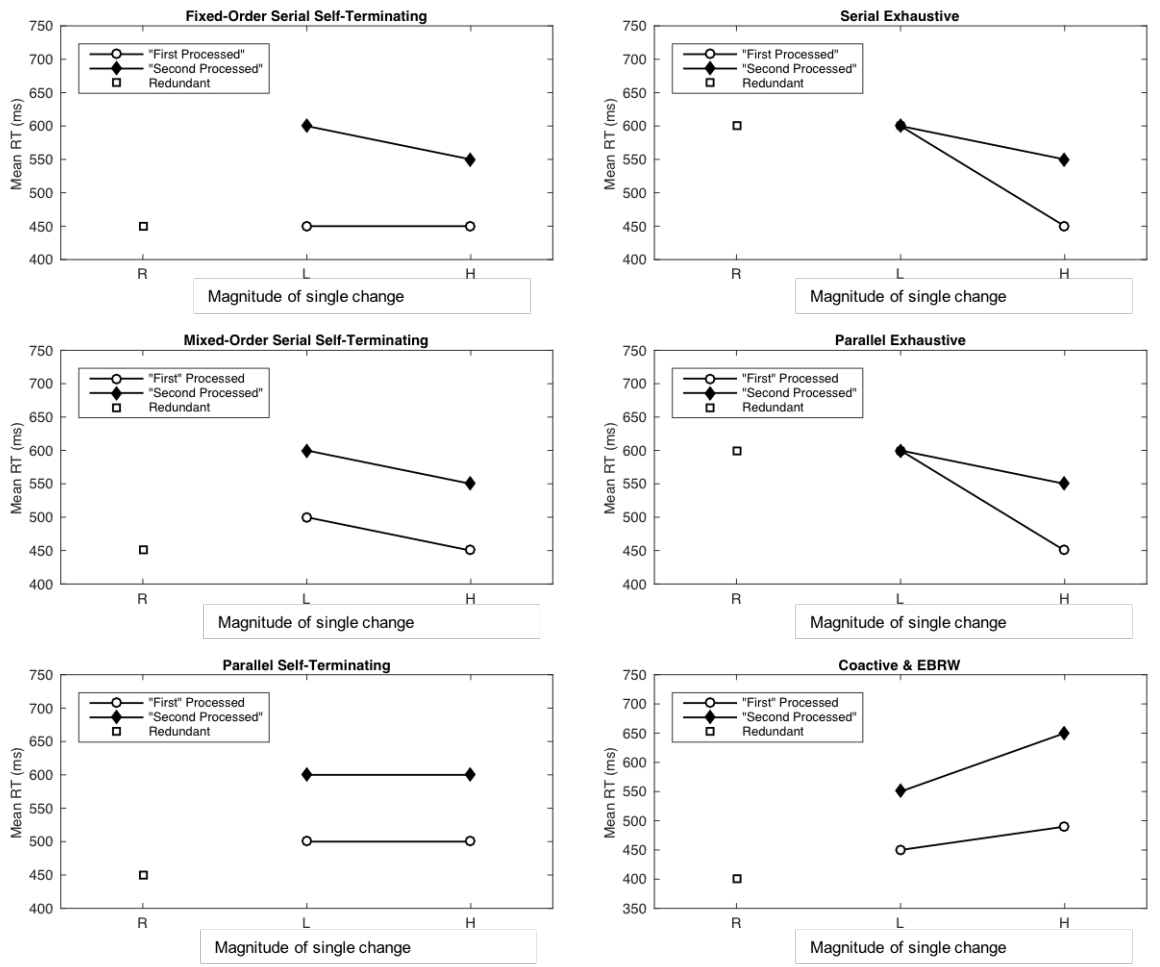 Fixed-Order Serial Self-Terminating
750
700
650
600
550
500
450
400
Mean RT (ms)
"First Processed"
"Second Processed"
Redundant
R L H
Magnitude of single change
Serial Exhaustive
750
700
650
600
550
500
450
400
Mean RT (ms)
"First Processed"
"Second Processed"
Redundant
R L H
Magnitude of single change
Mixed-Order Serial Self-Terminating
750
700
650
600
550
500
450
400
Mean RT (ms)
"First" Processed
"Second Processed"
Redundant
R L H
Magnitude of single change
Parallel Exhaustive
750
700
650
600
550
500
450
400
Mean RT (ms)
"First" Processed
"Second Processed"
Redundant
R L H
Magnitude of single change
Parallel Self-Terminating
750
700
650
600
550
500
450
400
Mean RT (ms)
"First" Processed
"Second Processed"
Redundant
R L H
Magnitude of single change
Coactive & EBRW
750
700
650
600
550
500
450
400
350
Mean RT (ms)
"First" Processed
"Second Processed"
Redundant
R L H
Magnitude of single change